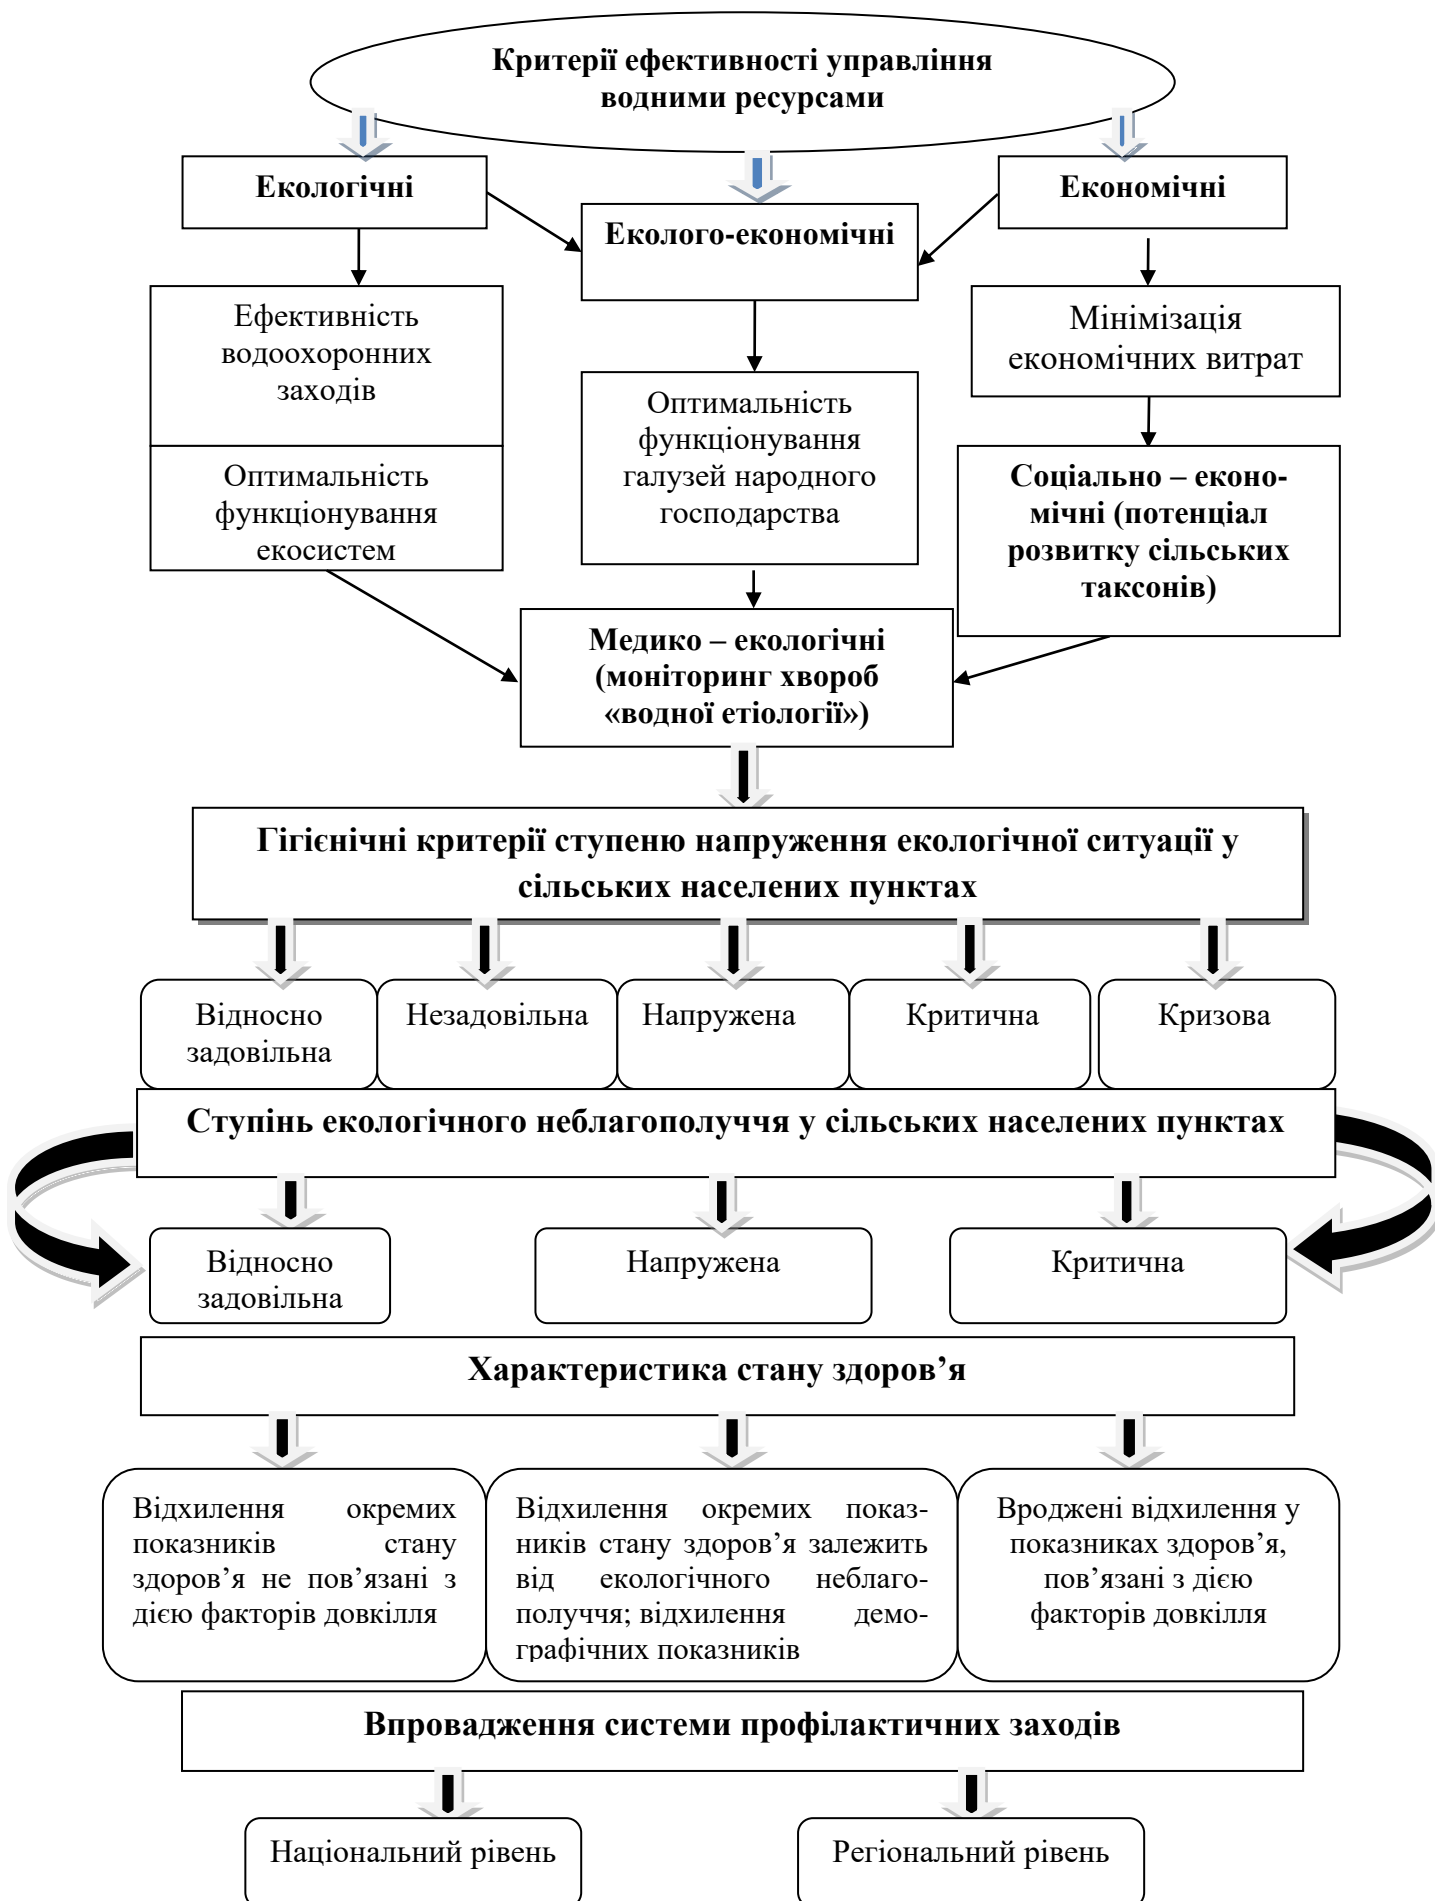 Критерії ефективності управління
водними ресурсами
Екологічні
Еколого-економічні
Економічні
Ефективність
водоохоронних
заходів
Мінімізація
економічних витрат
Оптимальність
функціонування
галузей народного
господарства
Оптимальність
функціонування
екосистем
Соціально – еконо-
мічні (потенціал
розвитку сільських
таксонів)
Медико – екологічні
(моніторинг хвороб
«водної етіології»)
Гігієнічні критерії ступеню напруження екологічної ситуації у
сільських населених пунктах
Відносно
задовільна
Незадовільна
Напружена
Критична
Кризова
Ступінь екологічного неблагополуччя у сільських населених пунктах
Відносно
задовільна
Напружена
Критична
Характеристика стану здоров’я
Відхилення окремих
показників стану
здоров’я не пов’язані з
дією факторів довкілля
Відхилення окремих показ-
ників стану здоров’я залежить
від екологічного неблаго-
получчя; відхилення демо-
графічних показників
Вроджені відхилення у
показниках здоров’я,
пов’язані з дією
факторів довкілля
Впровадження системи профілактичних заходів
Національний рівень
Регіональний рівень